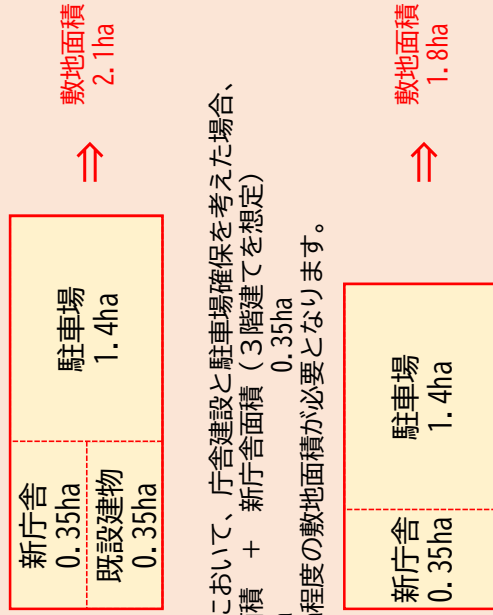 新庁舎
0.35ha
既設建物
0.35ha
駐車場
1.4ha
⇒
敷地面積
2.1ha
において、庁舎建設と駐車場確保を考えた場合、
積 + 新庁舎面積(3階建てを想定)
0.35ha
程度の敷地面積が必要となります。
新庁舎
0.35ha
駐車場
1.4ha
⇒
敷地面積
1.8ha